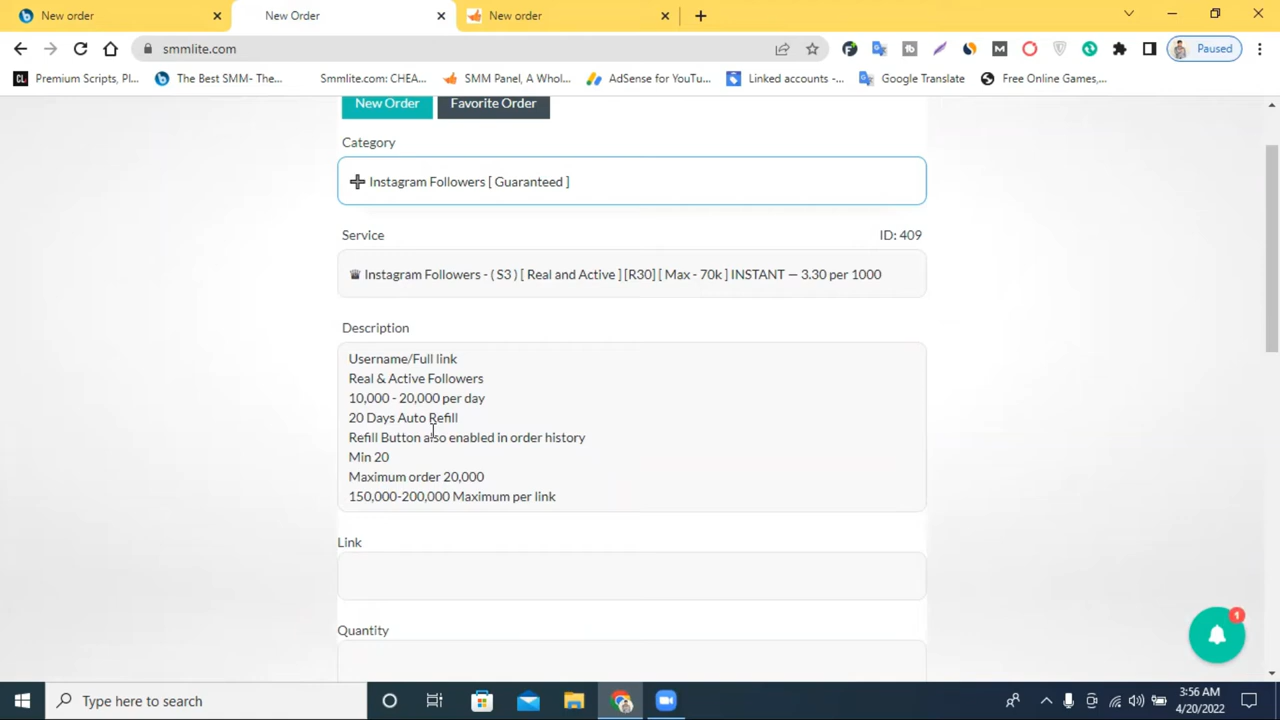 New order
New Order
New order
smmlite.com
Paused
CL Premium Scripts, Pl...
The Best SMM- The...
Smmlite.com: CHEA...
SMM Panel, A Whol...
AdSense for YouTu...
Linked accounts -...
Google Translate
Free Online Games,...
New Order
Favorite Order
Category
Instagram Followers [ Guaranteed ]
Service
ID: 409
♛ Instagram Followers - ( S3 ) [ Real and Active ] [R30] [ Max - 70k ] INSTANT — 3.30 per 1000
Description
Username/Full link
Real & Active Followers
10,000 - 20,000 per day
20 Days Auto Refill
Refill Button also enabled in order history
Min 20
Maximum order 20,000
150,000-200,000 Maximum per link
Link
Quantity
1
Type here to search
3:56 AM
4/20/2022